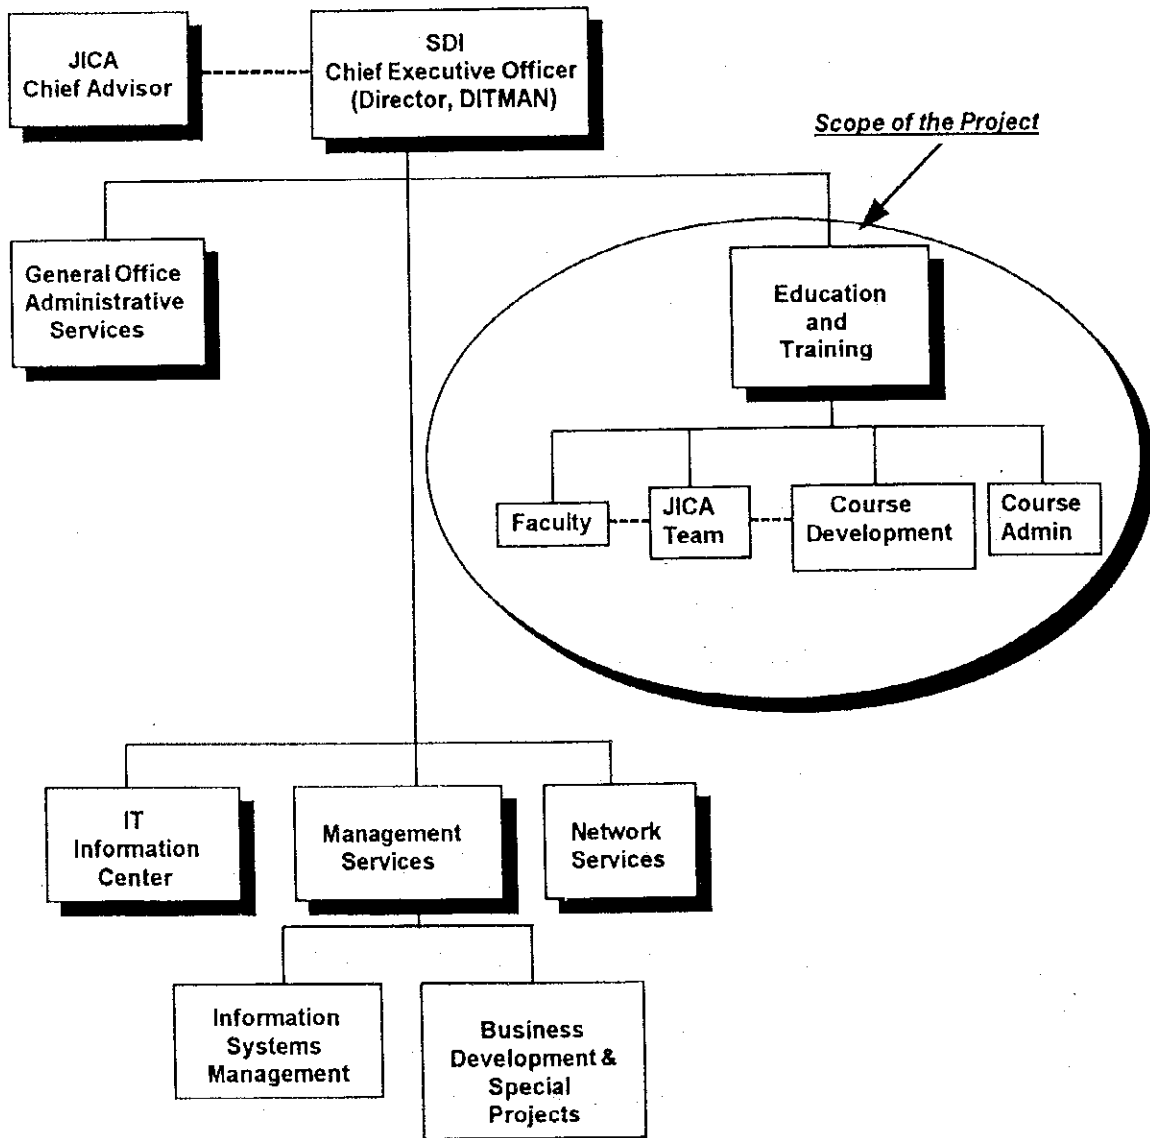 JICA
Chief Advisor
SDI
Chief Executive Officer
(Director, DITMAN)
Scope of the Project
General Office
Administrative
Services
Education
and
Training
Faculty
JICA
Team
Course
Development
Course
Admin
IT
Information
Center
Management
Services
Network
Services
Information
Systems
Management
Business
Development &
Special
Projects